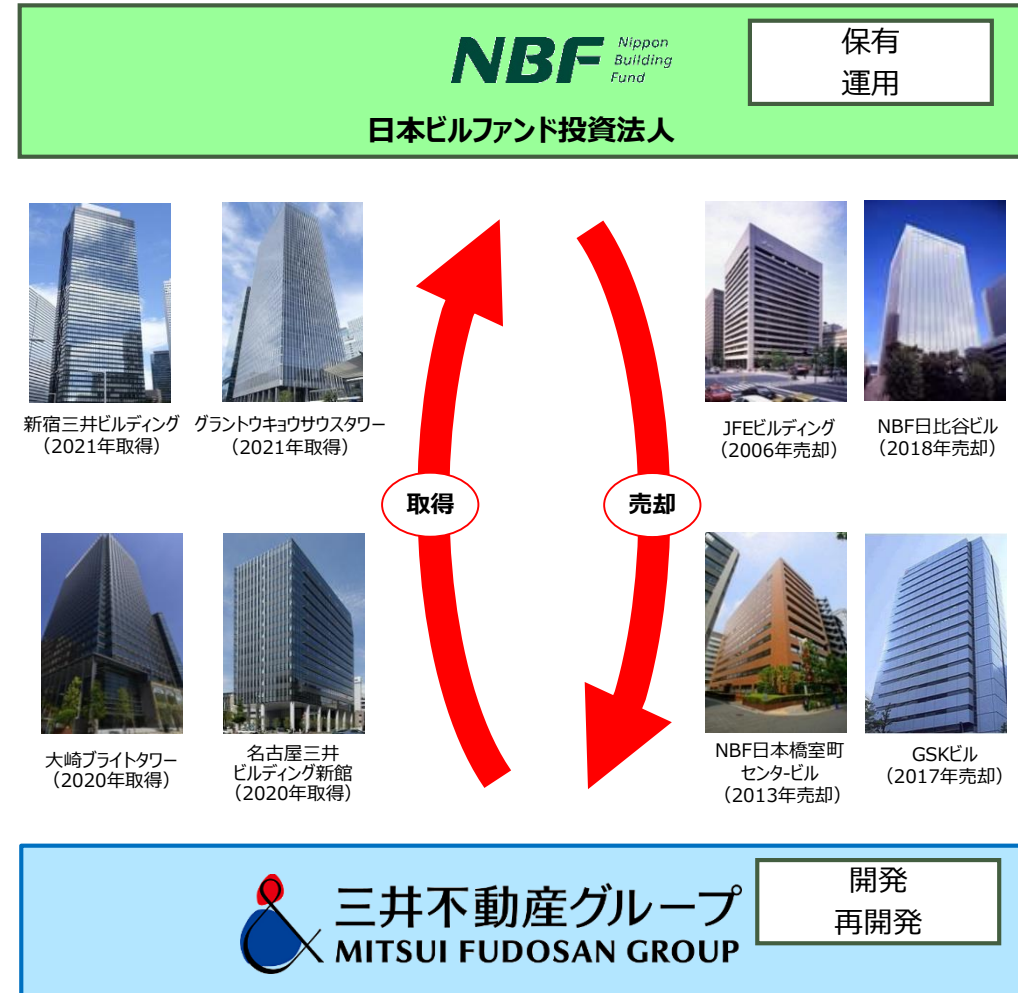 NBF Nippon
Building
Fund
保有
運用
日本ビルファンド投資法人
新宿三井ビルディング
（2021年取得）
グラントウキョウサウスタワー
（2021年取得）
JFEビルディング
（2006年売却）
NBF日比谷ビル
（2018年売却）
取得
売却
大崎ブライトタワー
（2020年取得）
名古屋三井
ビルディング新館
（2020年取得）
NBF日本橋室町
センタービル
（2013年売却）
GSKビル
（2017年売却）
三井不動産グループ
MITSUI FUDOSAN GROUP
開発
再開発